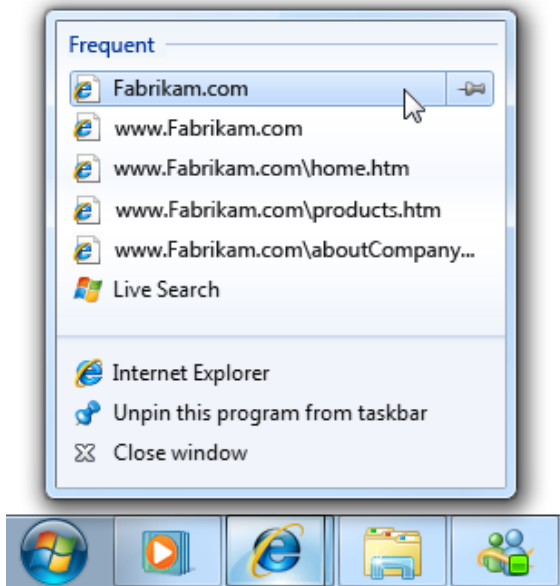 Frequent
Fabrikam.com
www.Fabrikam.com
www.Fabrikam.com\home.htm
www.Fabrikam.com\products.htm
www.Fabrikam.com\aboutCompany...
Live Search
Internet Explorer
Unpin this program from taskbar
Close window